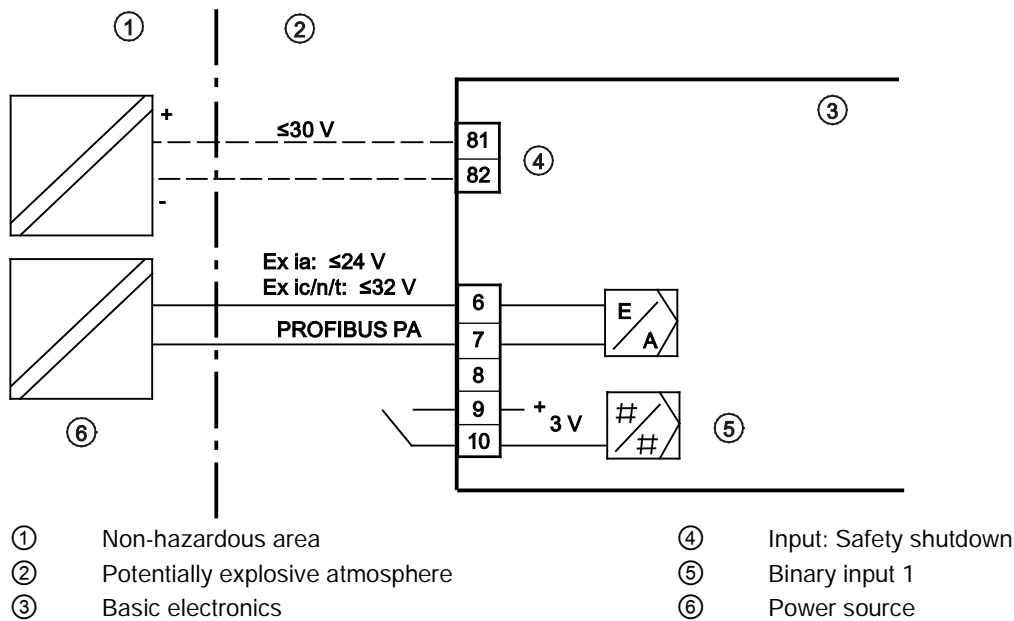 ① ②
③
+
≤30 V
81
④
82
-
Ex ia: ≤24 V
Ex ic/n/t: ≤32 V
6
E/A
PROFIBUS PA
7
8
9
+
3 V
#/#
⑤
10
⑥
① Non-hazardous area
② Potentially explosive atmosphere
③ Basic electronics
④ Input: Safety shutdown
⑤ Binary input 1
⑥ Power source